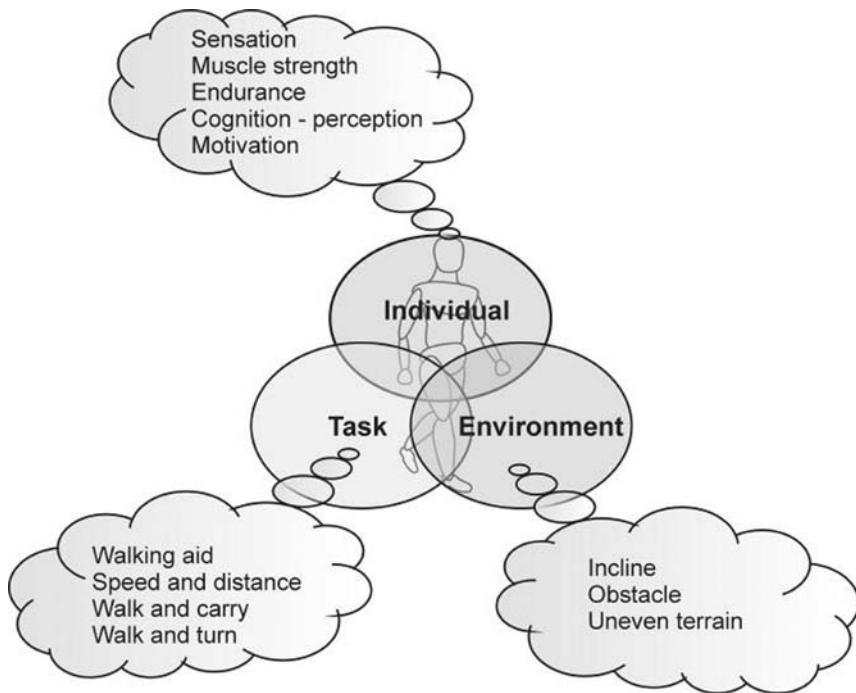 Sensation
Muscle strength
Endurance
Cognition - perception
Motivation
Individual
Task
Environment
Walking aid
Speed and distance
Walk and carry
Walk and turn
Incline
Obstacle
Uneven terrain